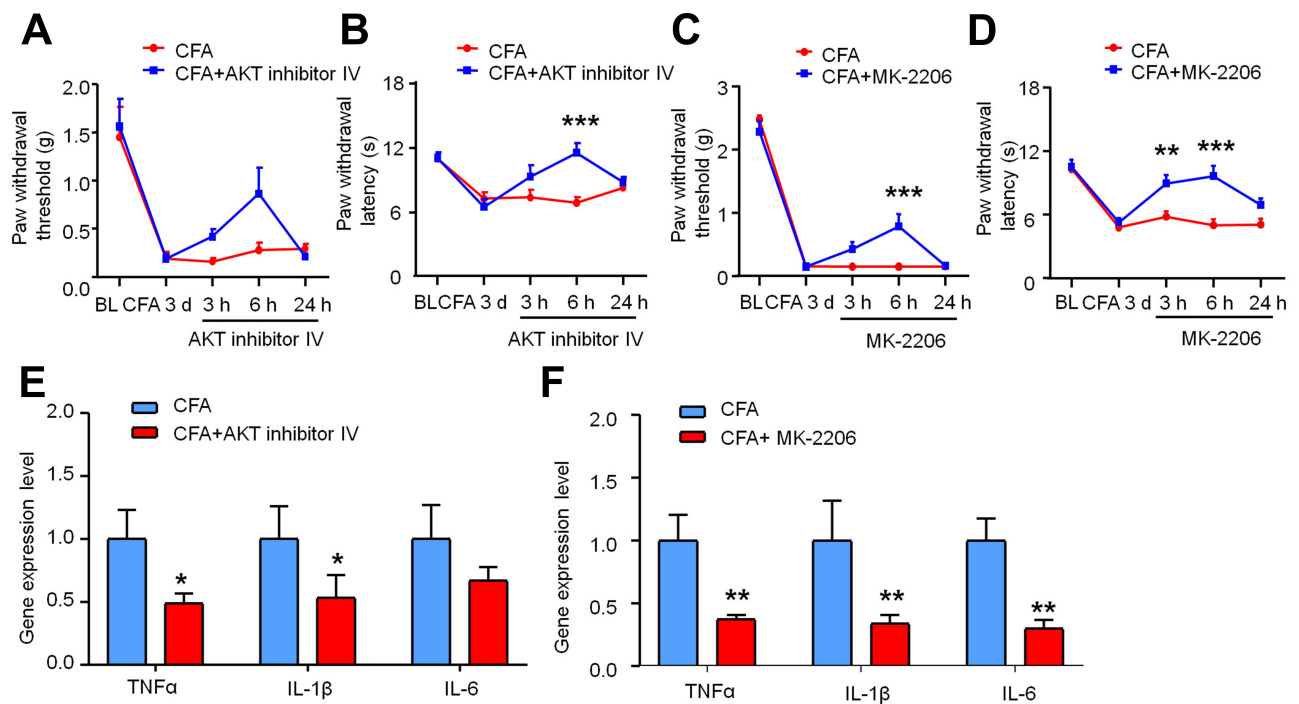 A
CFA
CFA+AKT inhibitor IV
Paw withdrawal
threshold (g)
2.0
1.5
1.0
0.5
0.0
BL CFA 3 d 3 h 6 h 24 h
AKT inhibitor IV
B
CFA
CFA+AKT inhibitor IV
Paw withdrawal
latency (s)
18
12
6
0
***
BL CFA 3 d 3 h 6 h 24 h
AKT inhibitor IV
C
CFA
CFA+MK-2206
Paw withdrawal
threshold (g)
3
2
1
0
***
BL CFA 3 d 3 h 6 h 24 h
MK-2206
D
CFA
CFA+MK-2206
Paw withdrawal
latency (s)
18
12
6
0
** ***
BL CFA 3 d 3 h 6 h 24 h
MK-2206
E
CFA
CFA+AKT inhibitor IV
Gene expression level
2.0
1.5
1.0
0.5
0.0
* *
TNFα IL-1β IL-6
F
CFA
CFA+ MK-2206
Gene expression level
2.0
1.5
1.0
0.5
0.0
** ** **
TNFα IL-1β IL-6